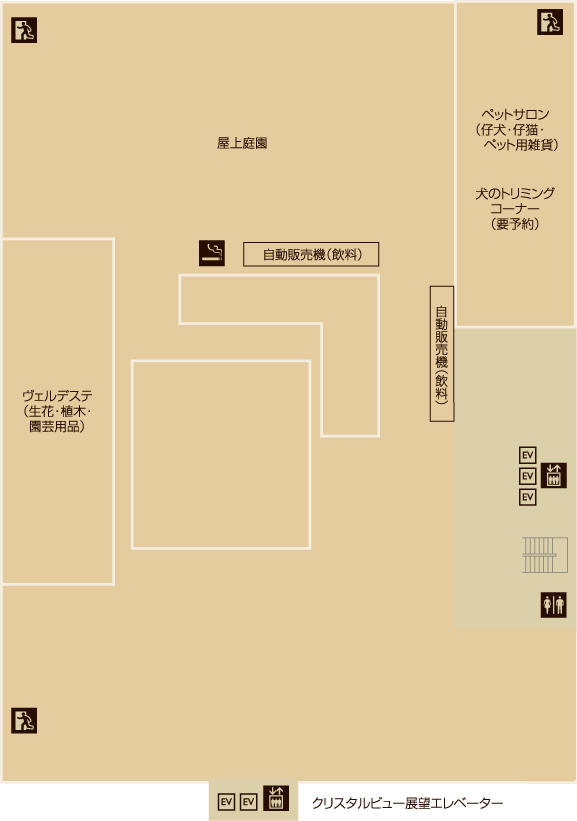 屋上庭園
ペットサロン
(仔犬・仔猫・
ペット用雑貨)
犬のトリミング
コーナー
(要予約)
自動販売機(飲料)
自動販売機(飲料)
ヴェルデステ
(生花・植木・
園芸用品)
EV
EV
EV
EV EV
クリスタルビュー展望エレベーター